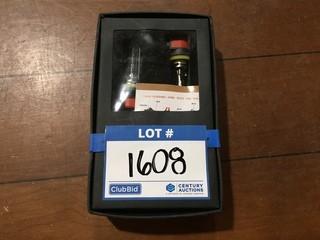 LOT #
1608
ClubBid
CENTURY
AUCTIONS